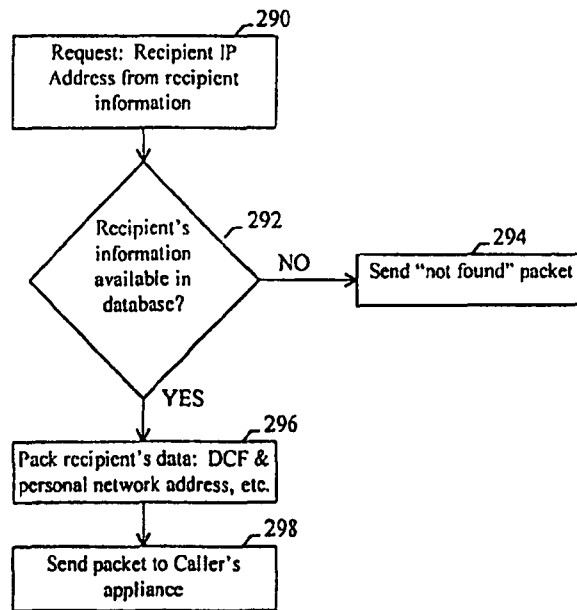 290
Request: Recipient IP
Address from recipient
information
292
Recipient's
information
available in
database?
NO
294
Send "not found" packet
YES
296
Pack recipient's data: DCF &
personal network address, etc.
298
Send packet to Caller's
appliance